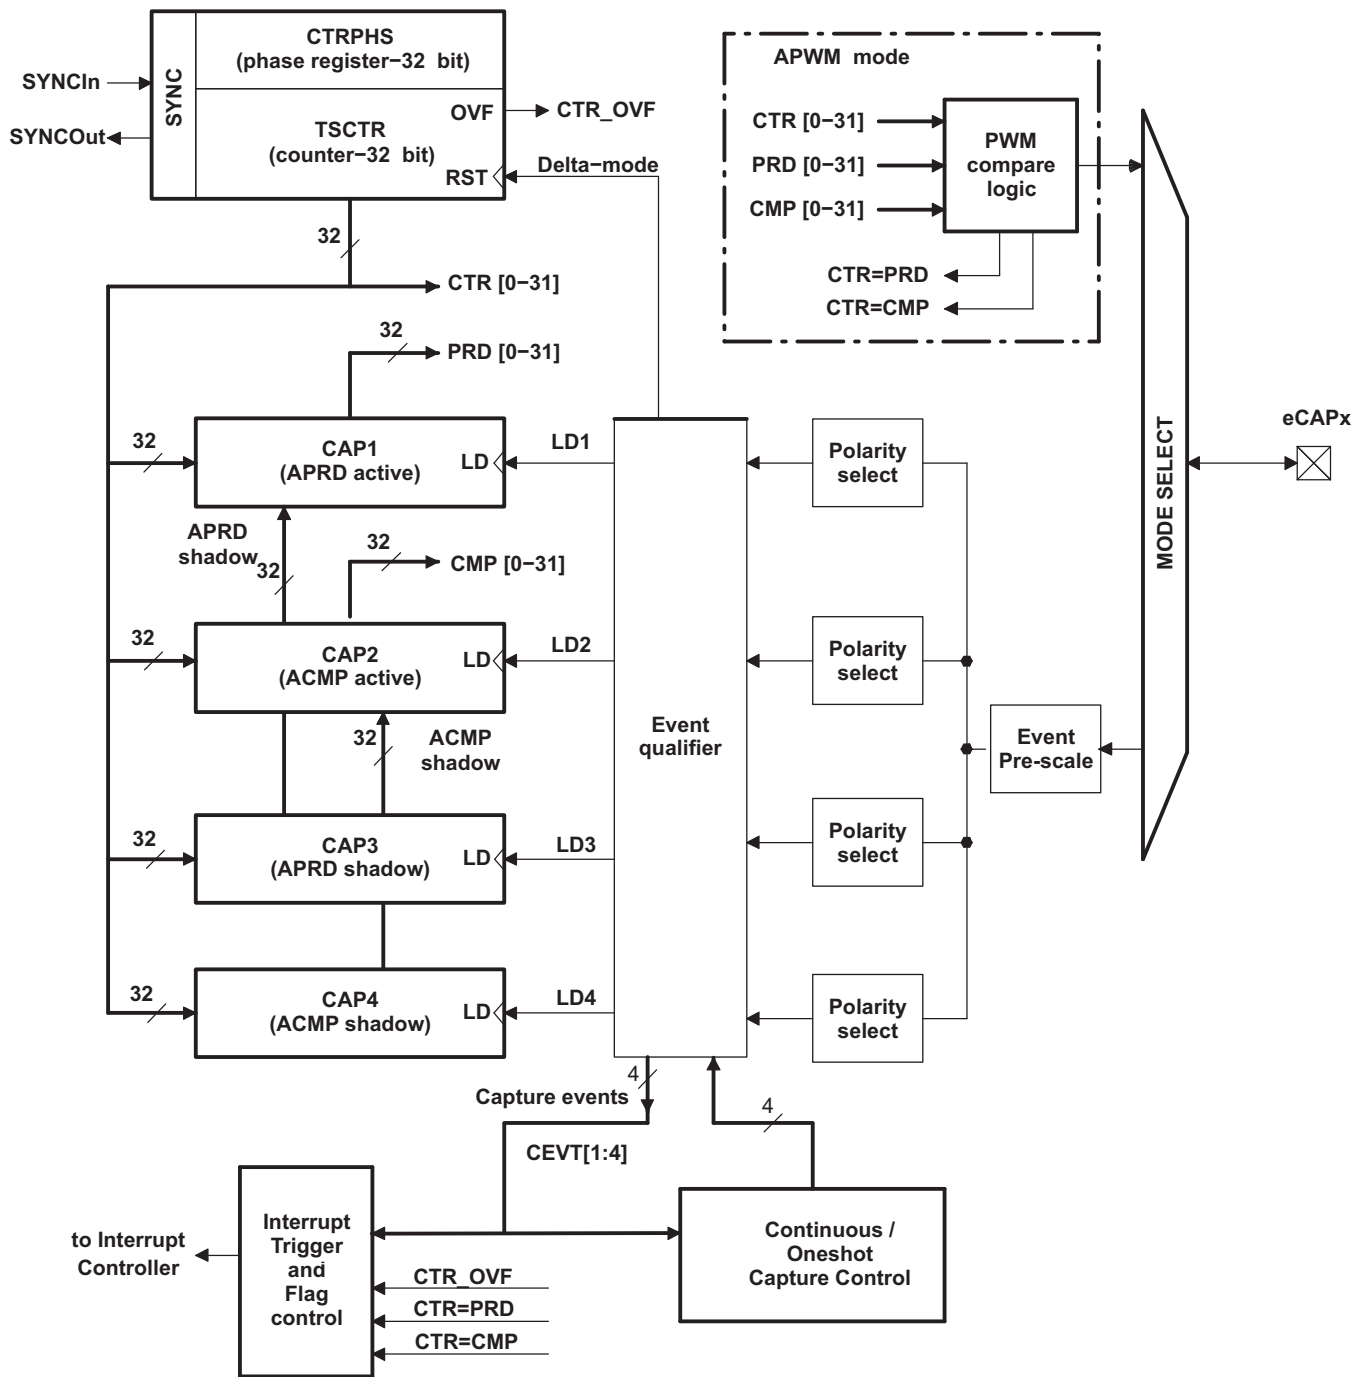 CTRPHS
(phase register−32 bit)
APWM mode
SYNCIn
SYNC
OVF
CTR_OVF
SYNCOut
TSCTR
(counter−32 bit)
RST
Delta−mode
CTR [0−31]
PRD [0−31]
CMP [0−31]
PWM
compare
logic
CTR=PRD
CTR=CMP
32
CTR [0−31]
32
PRD [0−31]
MODE SELECT
eCAPx
32
CAP1
(APRD active)
LD
LD1
Polarity
select
APRD
shadow
32
32
CMP [0−31]
32
CAP2
(ACMP active)
LD
LD2
Polarity
select
32
ACMP
shadow
Event
qualifier
Event
Pre-scale
32
CAP3
(APRD shadow)
LD
LD3
Polarity
select
32
CAP4
(ACMP shadow)
LD
LD4
Polarity
select
4
Capture events
4
CEVT[1:4]
to Interrupt
Controller
Interrupt
Trigger
and
Flag
control
CTR_OVF
CTR=PRD
CTR=CMP
Continuous /
Oneshot
Capture Control